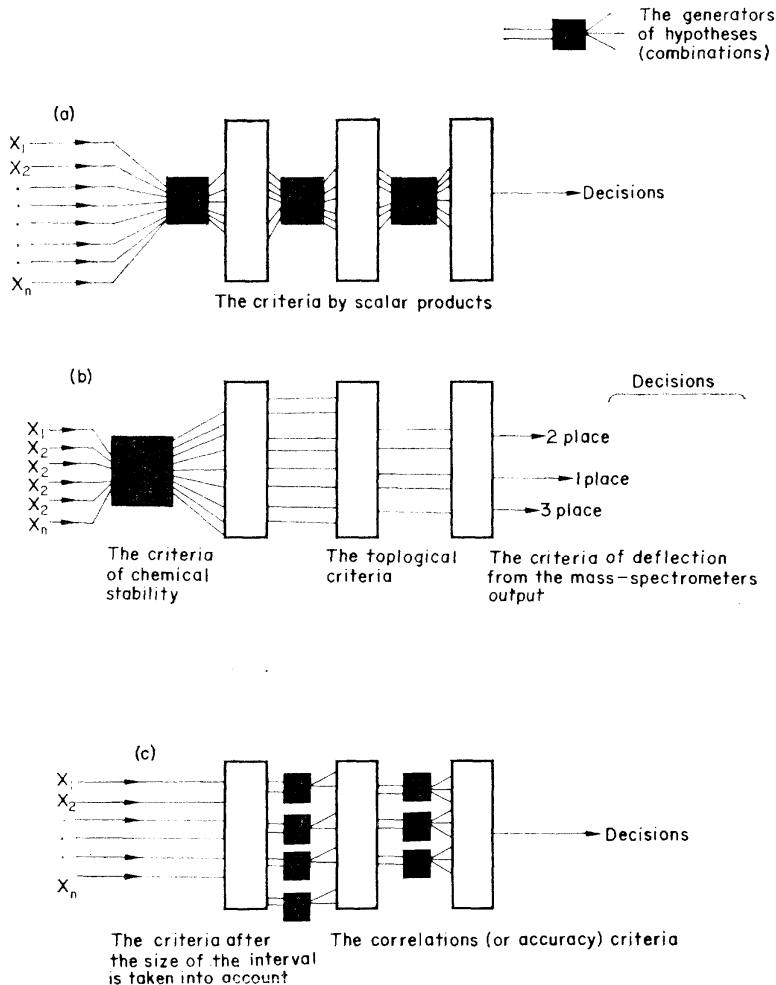 The generators
of hypotheses
(combinations)
(a)
X1
X2
.
.
.
.
Xn
Decisions
The criteria by scalar products
(b)
Decisions
X1
X2
X2
X2
X2
Xn
2 place
1 place
3 place
The criteria
of chemical
stability
The toplogical
criteria
The criteria of deflection
from the mass-spectrometers
output
(c)
X1
X2
.
.
.
Xn
Decisions
The criteria after
the size of the interval
is taken into account
The correlations (or accuracy) criteria